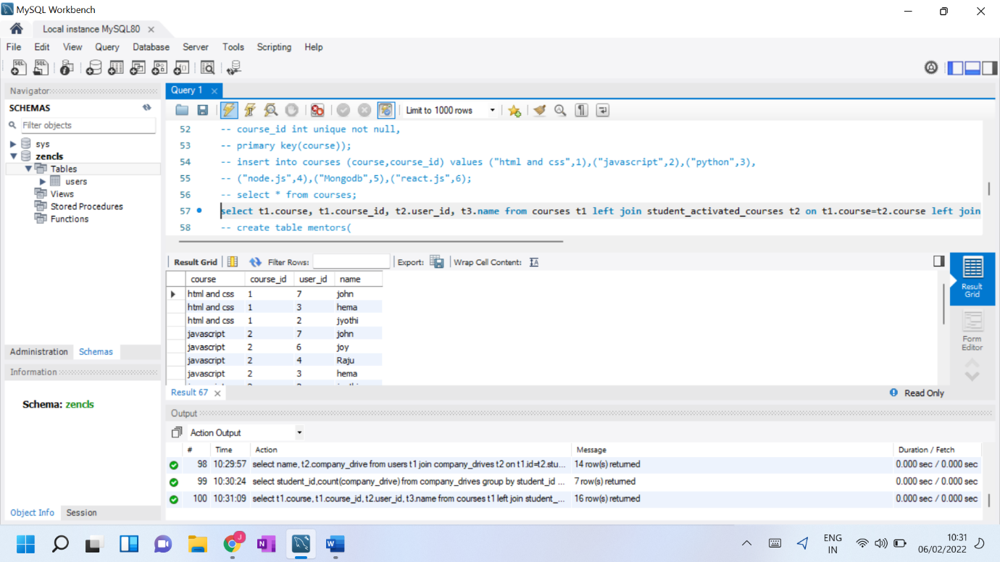 MySQL Workbench
Local instance MySQL80
File Edit View Query Database Server Tools Scripting Help
Navigator
Query 1
SCHEMAS
Limit to 1000 rows
Filter objects
sys
zencls
Tables
users
Views
Stored Procedures
Functions
52 -- course_id int unique not null,
53 -- primary key(course));
54 -- insert into courses (course,course_id) values ("html and css",1),("javascript",2),("python",3),
55 -- ("node.js",4),("Mongodb",5),("react.js",6);
56 -- select * from courses;
57 select t1.course, t1.course_id, t2.user_id, t3.name from courses t1 left join student_activated_courses t2 on t1.course=t2.course left join
58 -- create table mentors(
Result Grid Filter Rows: Export: Wrap Cell Content:
course course_id user_id name
html and css 1 7 john
html and css 1 3 hema
html and css 1 2 jyothi
javascript 2 7 john
javascript 2 6 joy
javascript 2 4 Raju
javascript 2 3 hema
Result Grid
Form Editor
Administration Schemas
Information
Schema: zencls
Object Info Session
Result 67
Read Only
Output
Action Output
# Time Action Message Duration / Fetch
98 10:29:57 select name, t2.company_drive from users t1 join company_drives t2 on t1.id=t2.stu... 14 row(s) returned 0.000 sec / 0.000 sec
99 10:30:24 select student_id,count(company_drive) from company_drives group by student_id ... 7 row(s) returned 0.000 sec / 0.000 sec
100 10:31:09 select t1.course, t1.course_id, t2.user_id, t3.name from courses t1 left join student_... 16 row(s) returned 0.000 sec / 0.000 sec
ENG
IN
10:31
06/02/2022